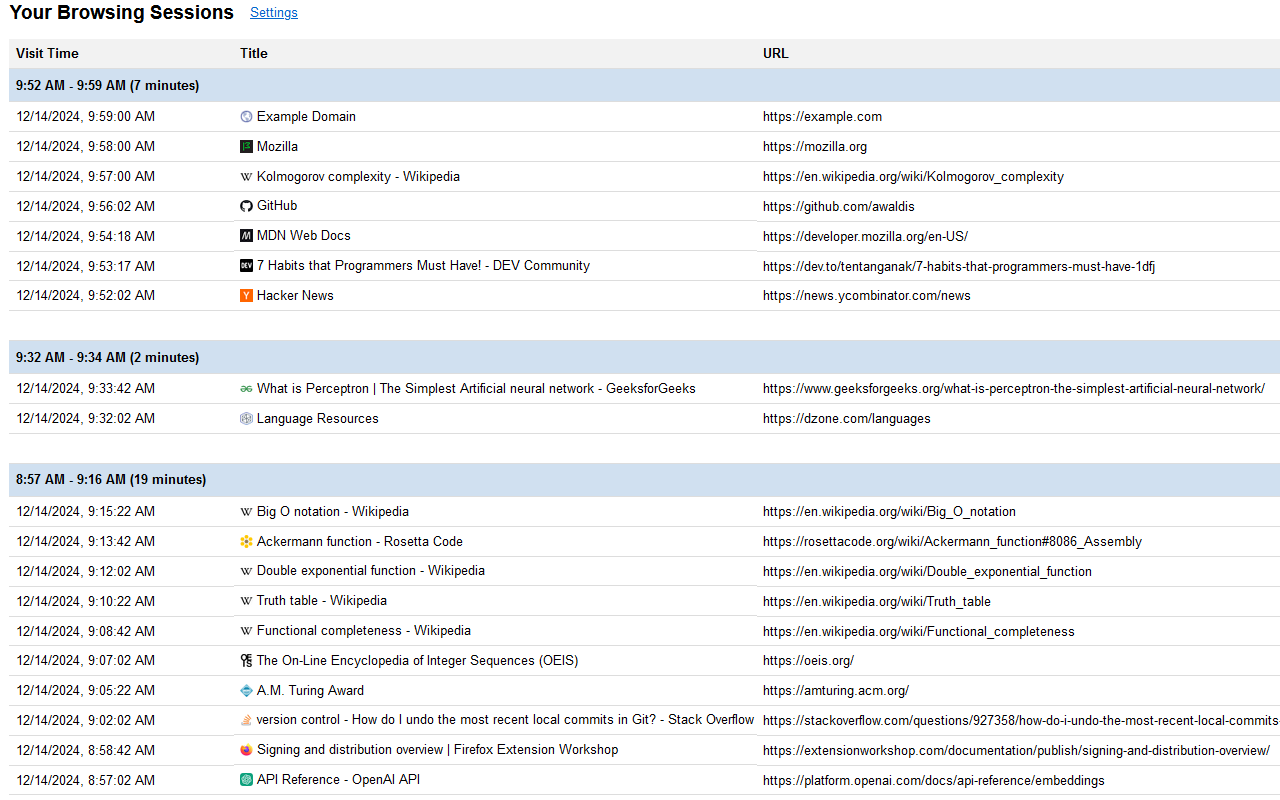 Your Browsing Sessions Settings
Visit Time Title URL
9:52 AM - 9:59 AM (7 minutes)
12/14/2024, 9:59:00 AM Example Domain https://example.com
12/14/2024, 9:58:00 AM Mozilla https://mozilla.org
12/14/2024, 9:57:00 AM W Kolmogorov complexity - Wikipedia https://en.wikipedia.org/wiki/Kolmogorov_complexity
12/14/2024, 9:56:02 AM GitHub https://github.com/awaldis
12/14/2024, 9:54:18 AM MDN Web Docs https://developer.mozilla.org/en-US/
12/14/2024, 9:53:17 AM DEV 7 Habits that Programmers Must Have! - DEV Community https://dev.to/tentanganak/7-habits-that-programmers-must-have-1dfj
12/14/2024, 9:52:02 AM Y Hacker News https://news.ycombinator.com/news
9:32 AM - 9:34 AM (2 minutes)
12/14/2024, 9:33:42 AM What is Perceptron | The Simplest Artificial neural network - GeeksforGeeks https://www.geeksforgeeks.org/what-is-perceptron-the-simplest-artificial-neural-network/
12/14/2024, 9:32:02 AM Language Resources https://dzone.com/languages
8:57 AM - 9:16 AM (19 minutes)
12/14/2024, 9:15:22 AM W Big O notation - Wikipedia https://en.wikipedia.org/wiki/Big_O_notation
12/14/2024, 9:13:42 AM Ackermann function - Rosetta Code https://rosettacode.org/wiki/Ackermann_function#8086_Assembly
12/14/2024, 9:12:02 AM W Double exponential function - Wikipedia https://en.wikipedia.org/wiki/Double_exponential_function
12/14/2024, 9:10:22 AM W Truth table - Wikipedia https://en.wikipedia.org/wiki/Truth_table
12/14/2024, 9:08:42 AM W Functional completeness - Wikipedia https://en.wikipedia.org/wiki/Functional_completeness
12/14/2024, 9:07:02 AM OEIS The On-Line Encyclopedia of Integer Sequences (OEIS) https://oeis.org/
12/14/2024, 9:05:22 AM A.M. Turing Award https://amturing.acm.org/
12/14/2024, 9:02:02 AM version control - How do I undo the most recent local commits in Git? - Stack Overflow https://stackoverflow.com/questions/927358/how-do-i-undo-the-most-recent-local-commits-
12/14/2024, 8:58:42 AM Signing and distribution overview | Firefox Extension Workshop https://extensionworkshop.com/documentation/publish/signing-and-distribution-overview/
12/14/2024, 8:57:02 AM API Reference - OpenAI API https://platform.openai.com/docs/api-reference/embeddings